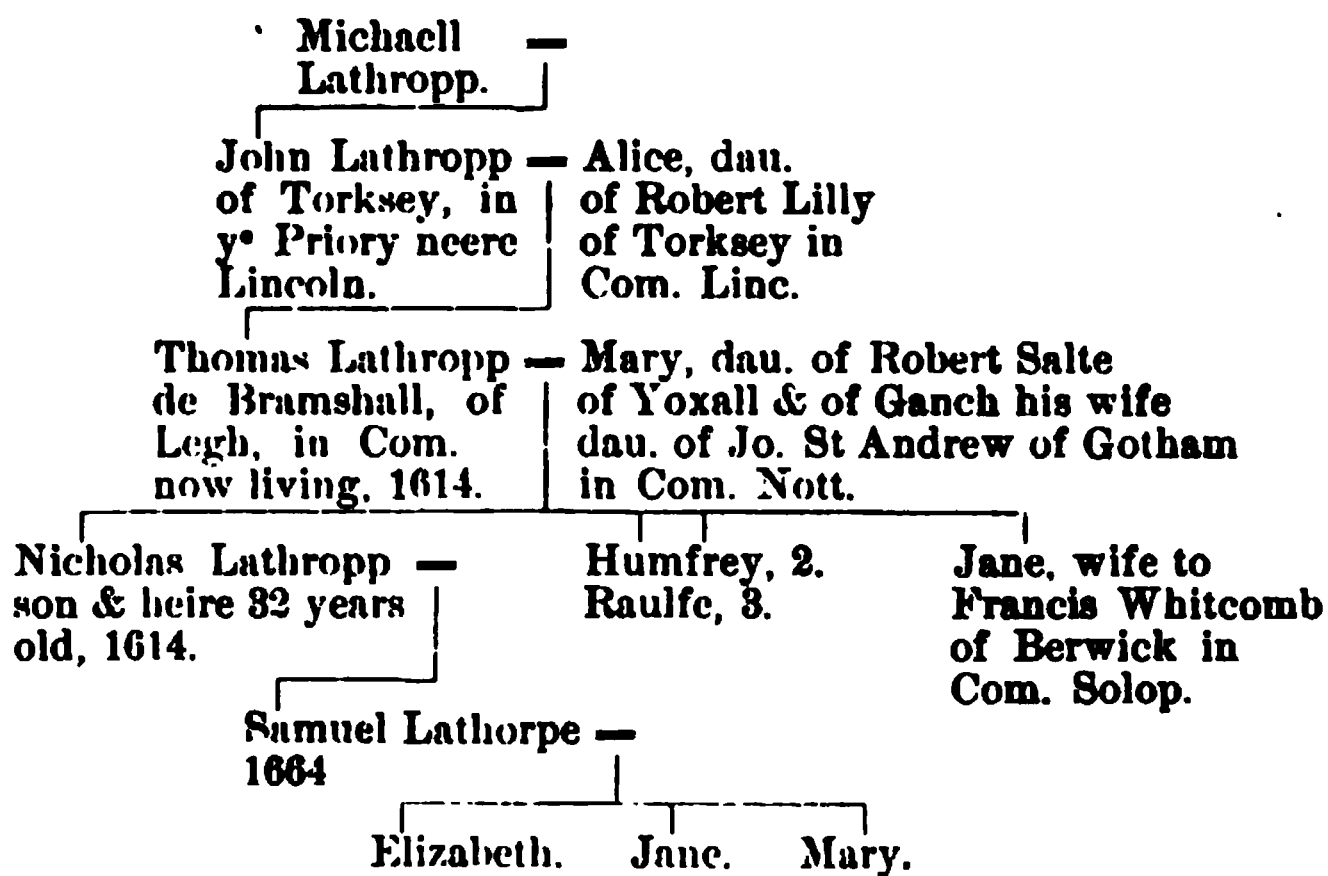 Michaell
Lathropp.
John Lathropp
of Torksey, in
yᵉ Priory neere
Lincoln.
Alice, dau.
of Robert Lilly
of Torksey in
Com. Linc.
Thomas Lathropp
de Bramshall, of
Legh, in Com.
now living, 1614.
Mary, dau. of Robert Salte
of Yoxall & of Ganch his wife
dau. of Jo. St Andrew of Gotham
in Com. Nott.
Nicholas Lathropp
son & heire 32 years
old, 1614.
Humfrey, 2.
Raulfe, 3.
Jane, wife to
Francis Whitcomb
of Berwick in
Com. Solop.
Samuel Lathorpe
1664
Elizabeth. Jane. Mary.